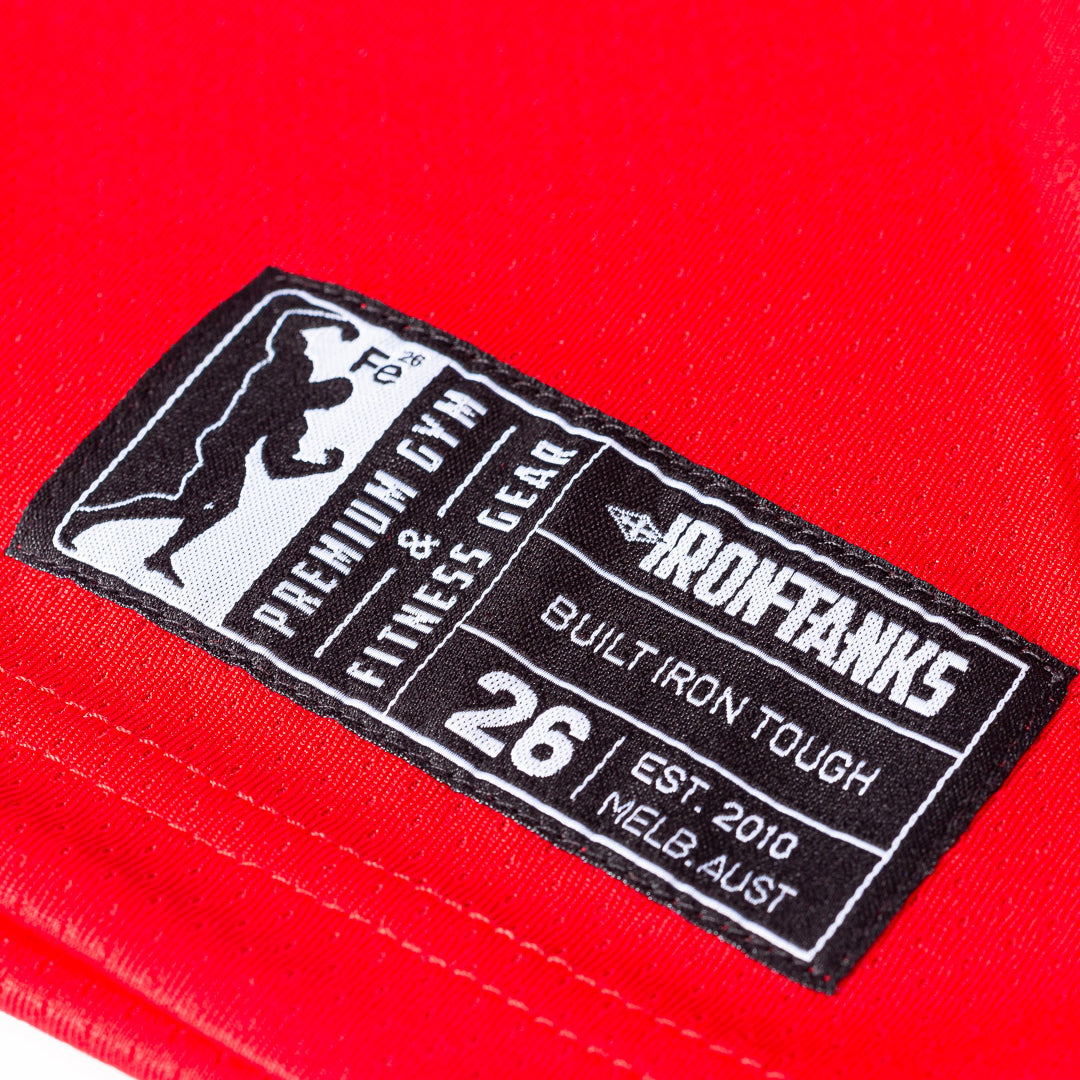 Fe 26
PREMIUM GYM
&
FITNESS GEAR
IRONTANKS
BUILT IRON TOUGH
26
EST. 2010
MELB. AUST